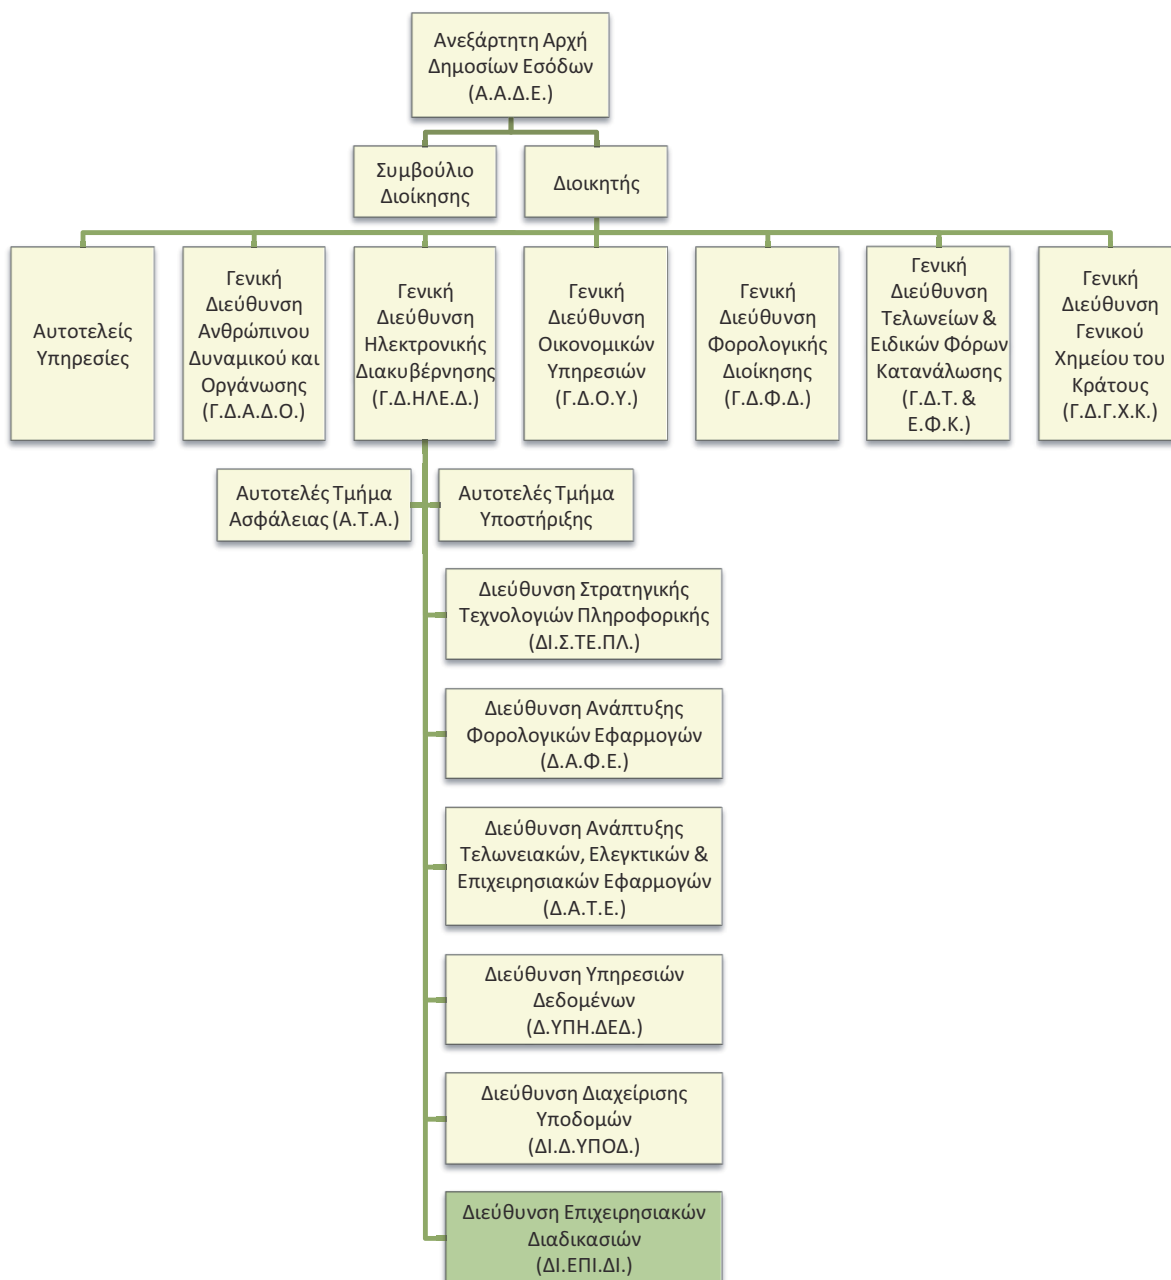 Ανεξάρτητη Αρχή
Δημοσίων Εσόδων
(Α.Α.Δ.Ε.)
Συμβούλιο
Διοίκησης
Διοικητής
Αυτοτελείς
Υπηρεσίες
Γενική
Διεύθυνση
Ανθρώπινου
Δυναμικού και
Οργάνωσης
(Γ.Δ.Α.Δ.Ο.)
Γενική
Διεύθυνση
Ηλεκτρονικής
Διακυβέρνησης
(Γ.Δ.ΗΛΕ.Δ.)
Γενική
Διεύθυνση
Οικονομικών
Υπηρεσιών
(Γ.Δ.Ο.Υ.)
Γενική
Διεύθυνση
Φορολογικής
Διοίκησης
(Γ.Δ.Φ.Δ.)
Γενική
Διεύθυνση
Τελωνείων &
Ειδικών Φόρων
Κατανάλωσης
(Γ.Δ.Τ. &
Ε.Φ.Κ.)
Γενική
Διεύθυνση
Γενικού
Χημείου του
Κράτους
(Γ.Δ.Γ.Χ.Κ.)
Αυτοτελές Τμήμα
Ασφάλειας (Α.Τ.Α.)
Αυτοτελές Τμήμα
Υποστήριξης
Διεύθυνση Στρατηγικής
Τεχνολογιών Πληροφορικής
(ΔΙ.Σ.ΤΕ.ΠΛ.)
Διεύθυνση Ανάπτυξης
Φορολογικών Εφαρμογών
(Δ.Α.Φ.Ε.)
Διεύθυνση Ανάπτυξης
Τελωνειακών, Ελεγκτικών &
Επιχειρησιακών Εφαρμογών
(Δ.Α.Τ.Ε.)
Διεύθυνση Υπηρεσιών
Δεδομένων
(Δ.ΥΠΗ.ΔΕΔ.)
Διεύθυνση Διαχείρισης
Υποδομών
(ΔΙ.Δ.ΥΠΟΔ.)
Διεύθυνση Επιχειρησιακών
Διαδικασιών
(ΔΙ.ΕΠΙ.ΔΙ.)